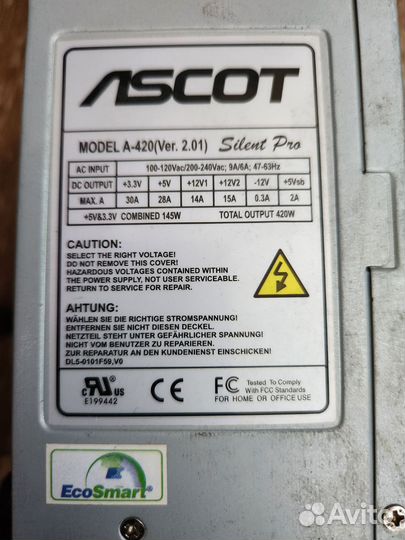 ASCOT
MODEL A-420(Ver. 2.01) Silent Pro
AC INPUT 100-120Vac/200-240Vac; 9A/6A; 47-63Hz
DC OUTPUT +3.3V +5V +12V1 +12V2 -12V +5Vsb
MAX. A 30A 28A 14A 15A 0.3A 2A
+5V&3.3V COMBINED 145W TOTAL OUTPUT 420W
CAUTION:
SELECT THE RIGHT VOLTAGE!
DO NOT REMOVE THIS COVER!
HAZARDOUS VOLTAGES CONTAINED WITHIN
THE POWER SUPPLY, NOT USER SERVICEABLE.
RETURN TO SERVICE FOR REPAIR.
AHTUNG:
WÄHLEN SIE DIE RICHTIGE STROMSPANNUNG!
ENTFERNEN SIE NICHT DIESEN DECKEL.
NETZTEIL STEHT UNTER GEFÄHRLICHER SPANNUNG!
NICHT VOM BENUTZER ZU REPARIEREN.
ZUR REPARATUR AN DEN KUNDENIENST EINSCHICKEN!
DL5-0101F59,V0
c RU US
E199442
CE
FC Tested To Comply
With FCC Standards
FOR HOME OR OFFICE USE
EcoSmart®
Avito